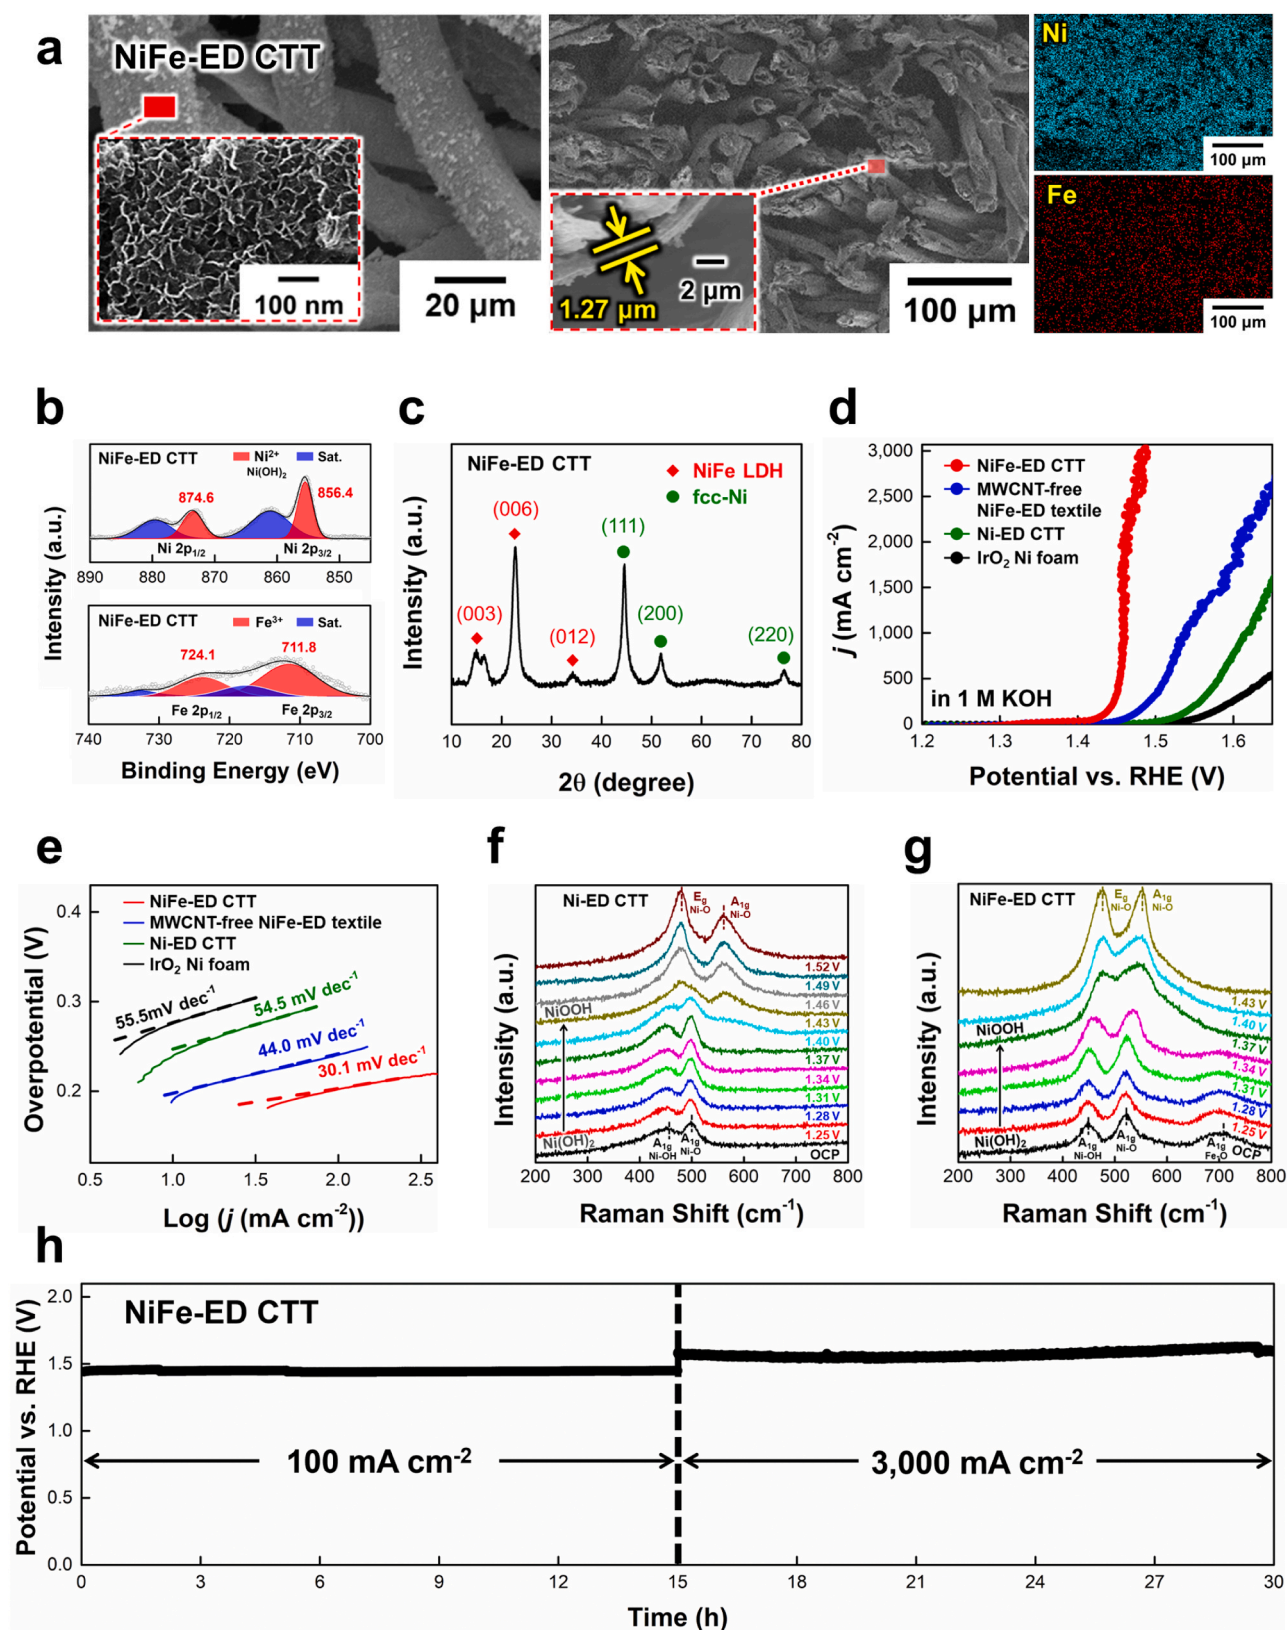 a
NiFe-ED CTT
100 nm
20 μm
1.27 μm
2 μm
100 μm
Ni
100 μm
Fe
100 μm
b
NiFe-ED CTT
Ni²⁺
Ni(OH)₂
Sat.
874.6
856.4
Ni 2p₁/₂
Ni 2p₃/₂
890 880 870 860 850
NiFe-ED CTT
Fe³⁺
Sat.
724.1
711.8
Fe 2p₁/₂
Fe 2p₃/₂
740 730 720 710 700
Intensity (a.u.)
Binding Energy (eV)
c
NiFe-ED CTT
NiFe LDH
fcc-Ni
(006)
(111)
(003)
(012)
(200)
(220)
10 20 30 40 50 60 70 80
Intensity (a.u.)
2θ (degree)
d
3,000
2,500
2,000
1,500
1,000
500
0
NiFe-ED CTT
MWCNT-free
NiFe-ED textile
Ni-ED CTT
IrO₂ Ni foam
in 1 M KOH
1.2 1.3 1.4 1.5 1.6
j (mA cm⁻²)
Potential vs. RHE (V)
e
0.4
0.3
0.2
NiFe-ED CTT
MWCNT-free NiFe-ED textile
Ni-ED CTT
IrO₂ Ni foam
55.5mV dec⁻¹
54.5 mV dec⁻¹
44.0 mV dec⁻¹
30.1 mV dec⁻¹
0.5 1.0 1.5 2.0 2.5
Overpotential (V)
Log (j (mA cm⁻²))
f
Ni-ED CTT
E_g
Ni-O
A₁g
Ni-O
1.52 V
1.49 V
1.46 V
NiOOH
1.43 V
1.40 V
1.37 V
1.34 V
1.31 V
1.28 V
1.25 V
Ni(OH)₂
A₁g
Ni-OH
A₁g
Ni-O
OCP
200 300 400 500 600 700 800
Intensity (a.u.)
Raman Shift (cm⁻¹)
g
NiFe-ED CTT
E_g
Ni-O
A₁g
Ni-O
1.43 V
1.40 V
NiOOH
1.37 V
1.34 V
1.31 V
1.28 V
1.25 V
Ni(OH)₂
A₁g
Ni-OH
A₁g
Ni-O
A₁g
OCP
200 300 400 500 600 700 800
Intensity (a.u.)
Raman Shift (cm⁻¹)
h
NiFe-ED CTT
2.0
1.5
1.0
0.5
0.0
100 mA cm⁻²
3,000 mA cm⁻²
0 3 6 9 12 15 18 21 24 27 30
Potential vs. RHE (V)
Time (h)